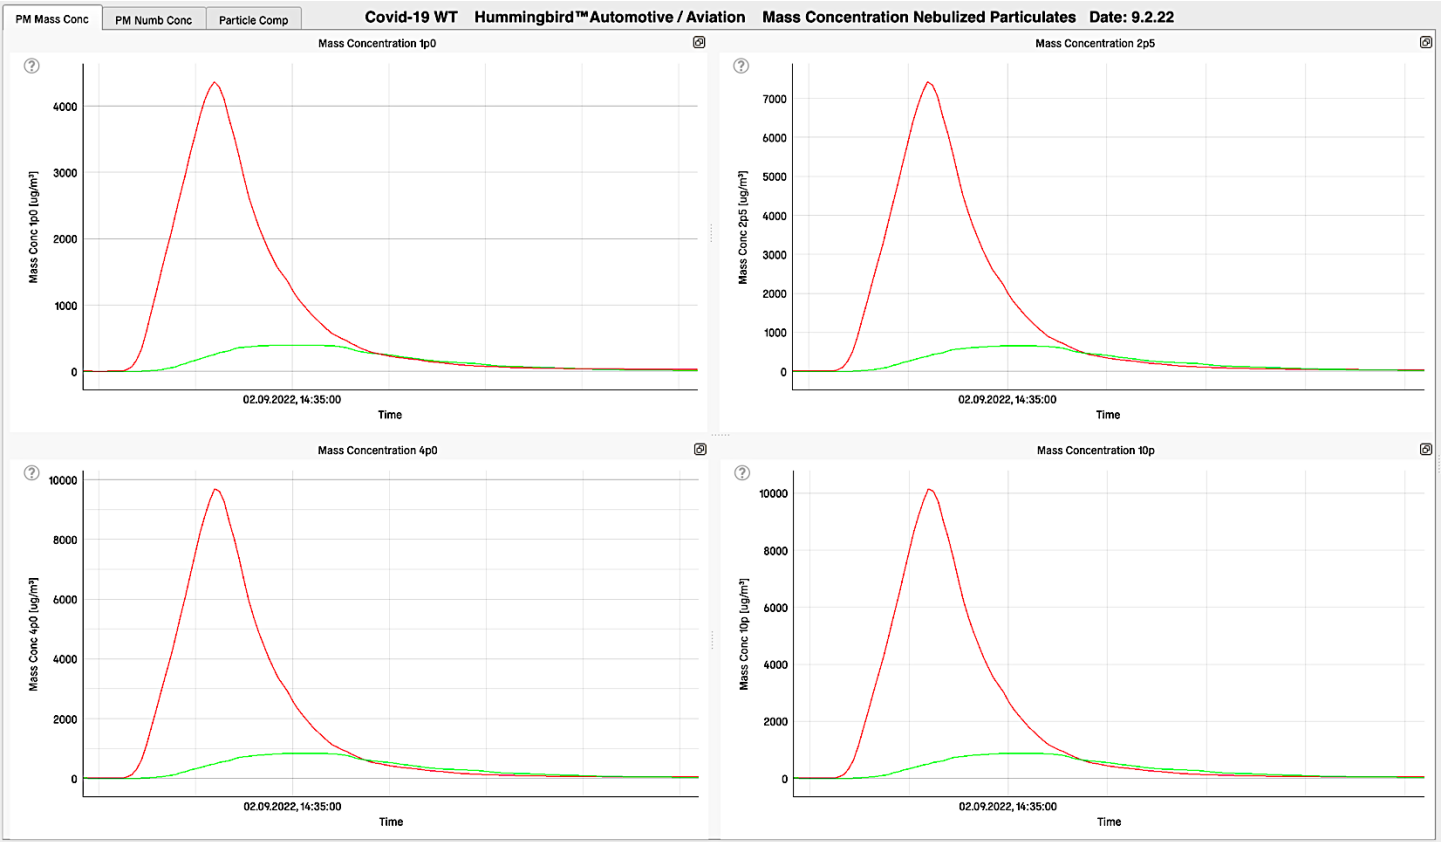 PM Mass Conc PM Numb Conc Particle Comp Covid-19 WT Hummingbird™Automotive / Aviation Mass Concentration Nebulized Particulates Date: 9.2.22
Mass Concentration 1p0
?
4000
3000
2000
1000
0
Mass Conc 1p0 [ug/m³]
02.09.2022, 14:35:00
Time
Mass Concentration 2p5
?
7000
6000
5000
4000
3000
2000
1000
0
Mass Conc 2p5 [ug/m³]
02.09.2022, 14:35:00
Time
Mass Concentration 4p0
?
10000
8000
6000
4000
2000
0
Mass Conc 4p0 [ug/m³]
02.09.2022, 14:35:00
Time
Mass Concentration 10p
?
10000
8000
6000
4000
2000
0
Mass Conc 10p [ug/m³]
02.09.2022, 14:35:00
Time